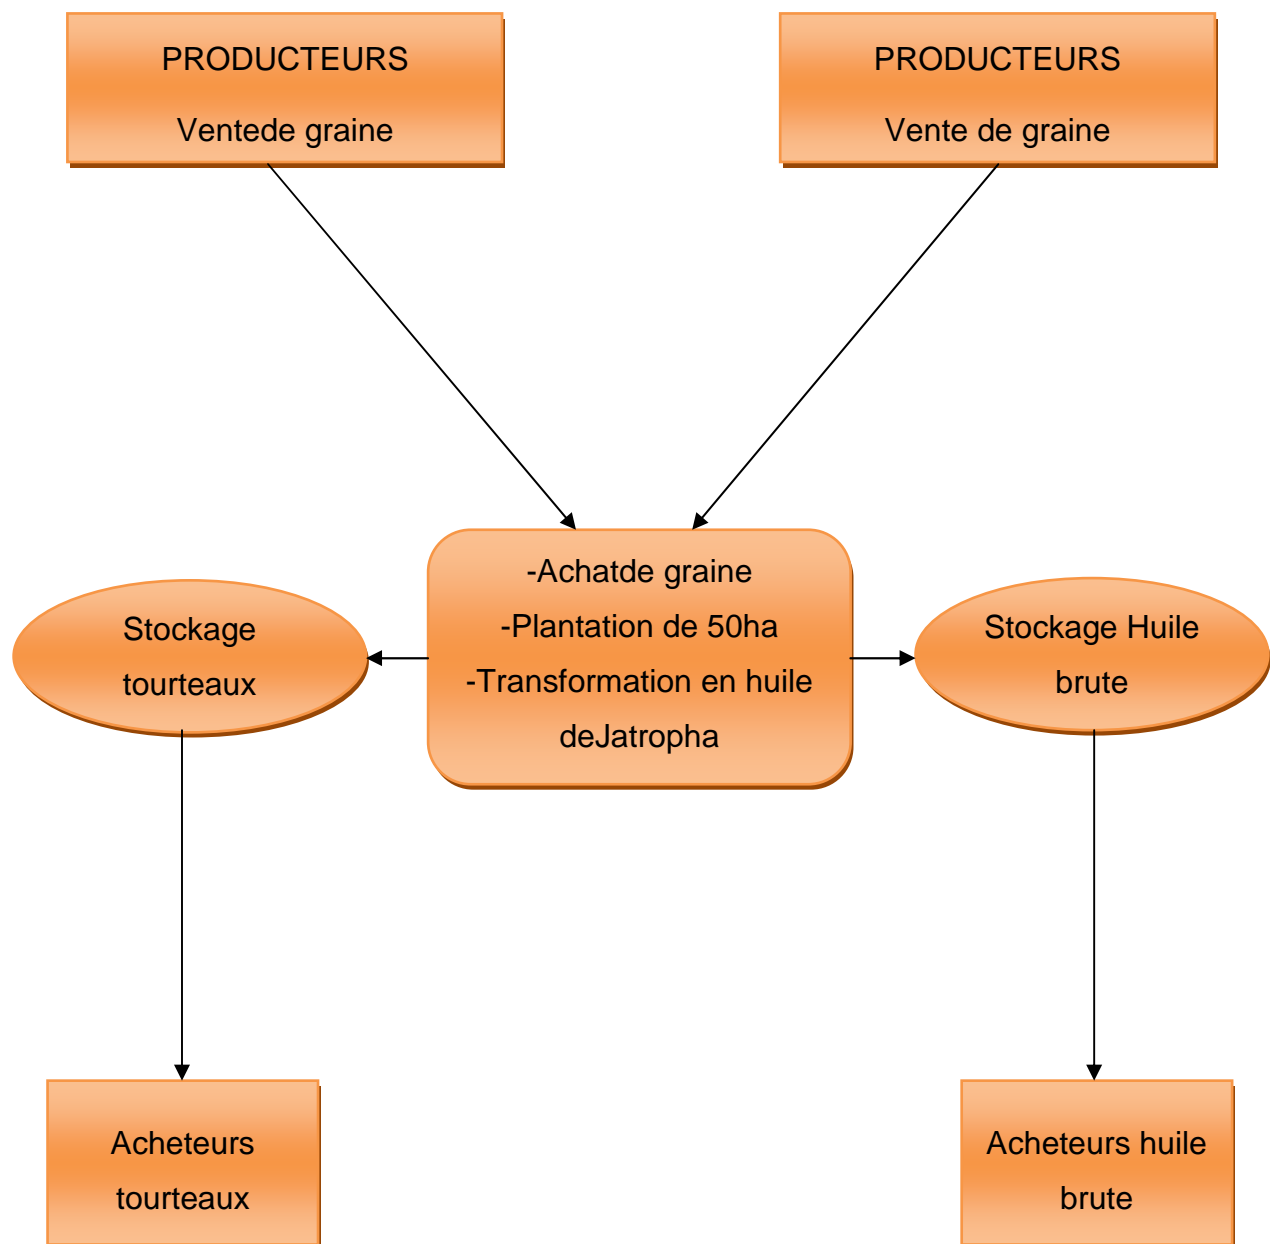 PRODUCTEURS
Ventede graine
PRODUCTEURS
Vente de graine
-Achatde graine
-Plantation de 50ha
-Transformation en huile
deJatropha
Stockage
tourteaux
Stockage Huile
brute
Acheteurs
tourteaux
Acheteurs huile
brute